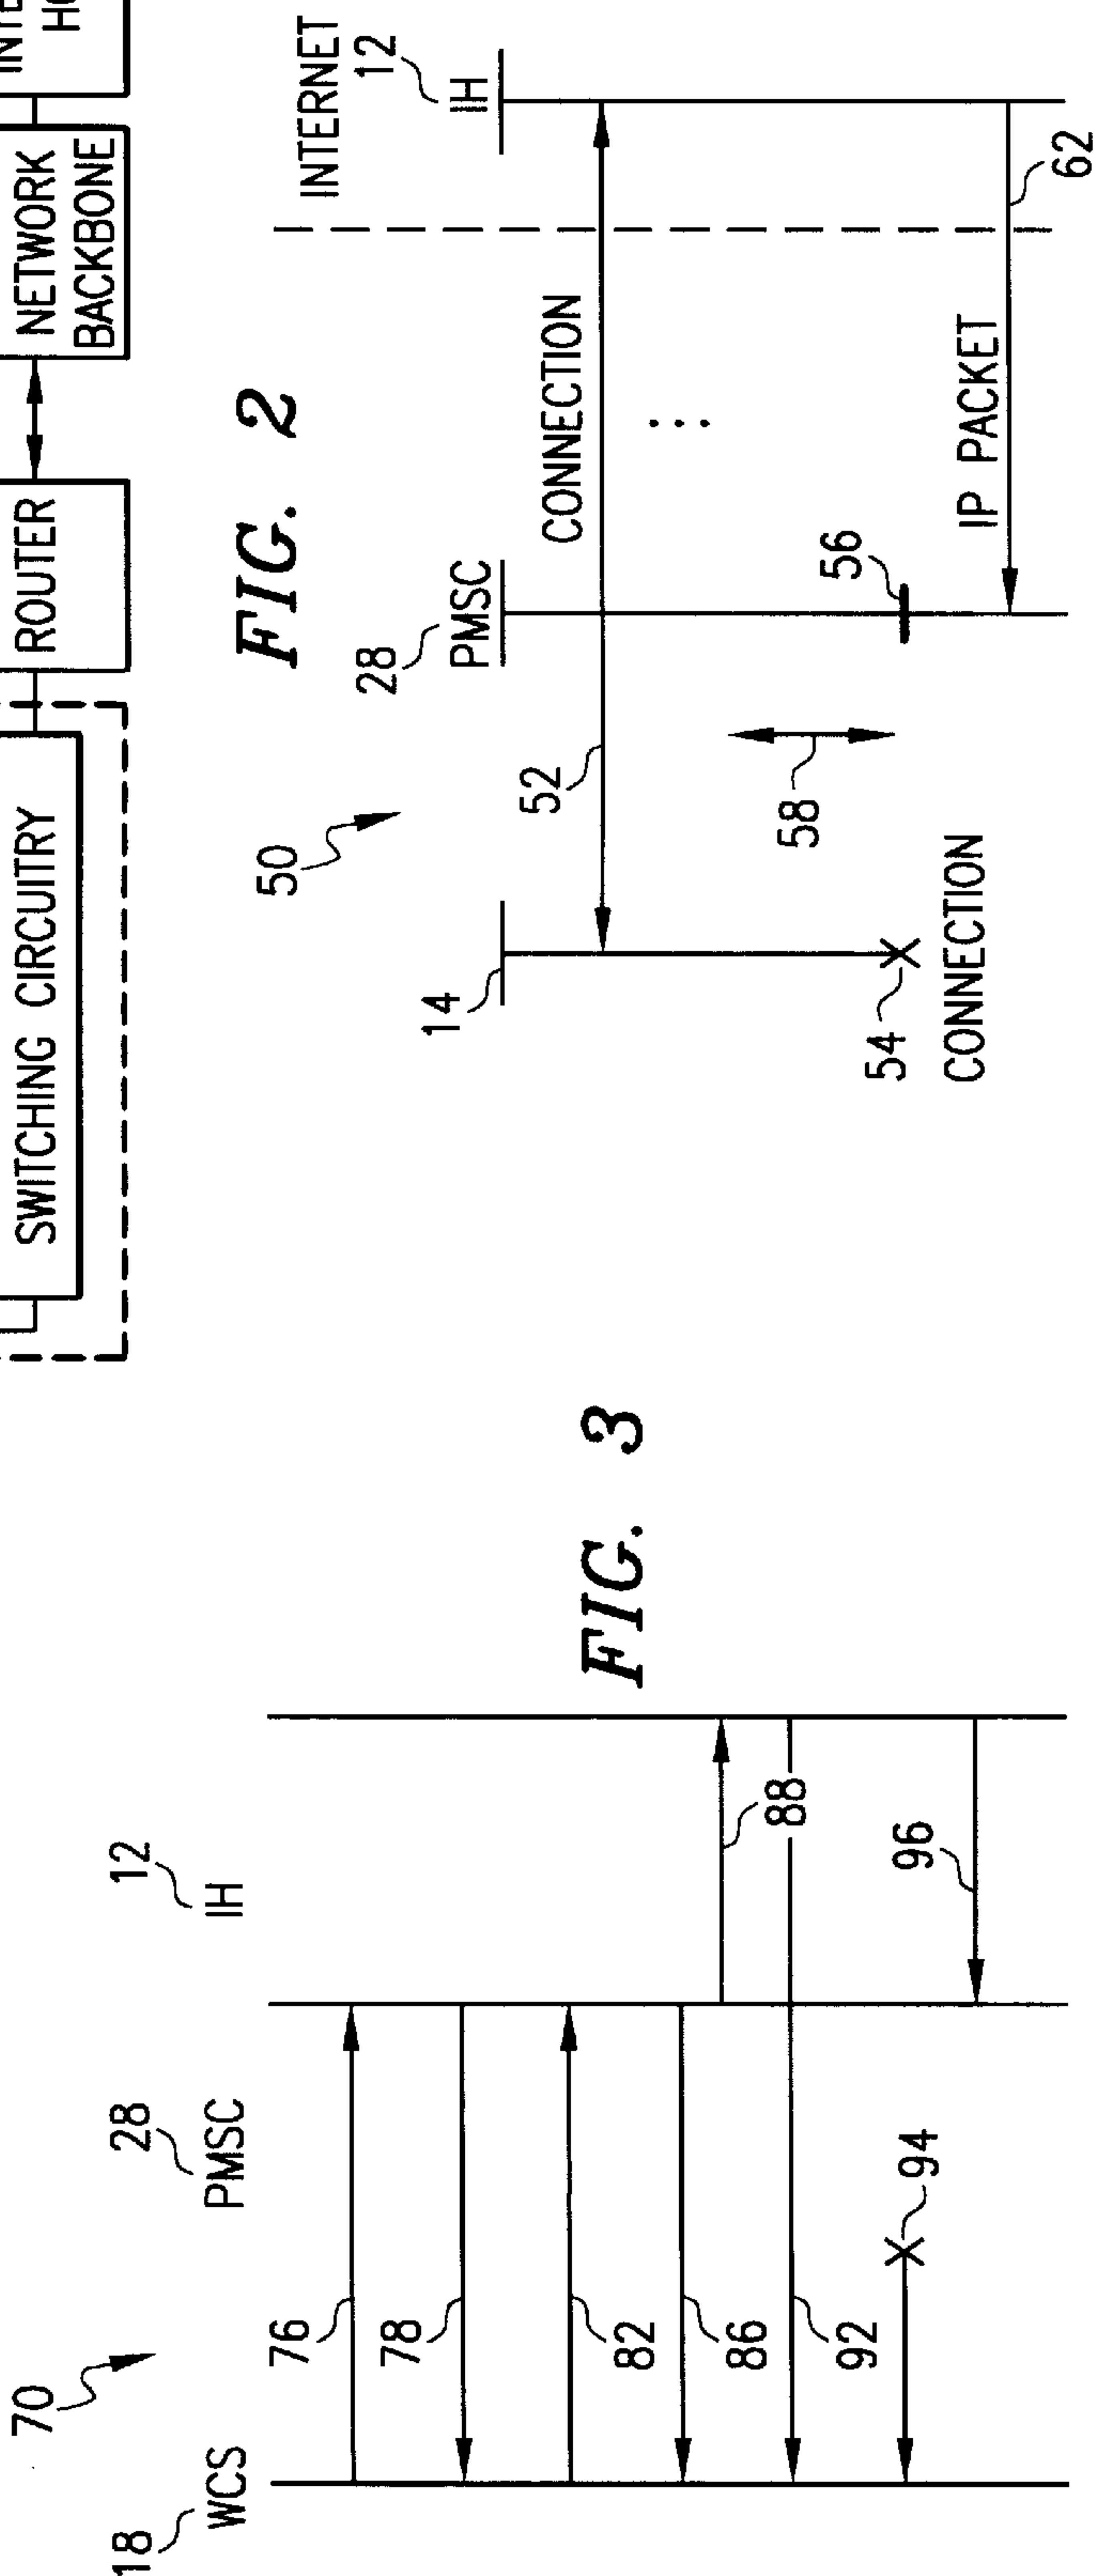 SWITCHING CIRCUITRY
ROUTER
NETWORK
BACKBONE
FIG. 2
50
14
28
PMSC
INTERNET
12
IH
52
CONNECTION
58
56
54
CONNECTION
IP PACKET
62
70
18
WCS
28
PMSC
12
IH
76
78
82
86
88
92
94
96
FIG. 3